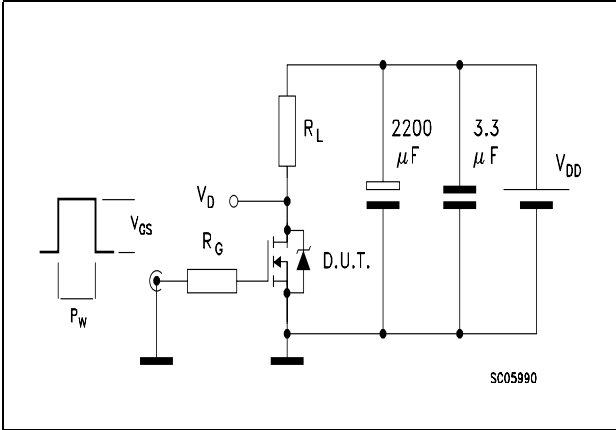 R_L
2200
μF
3.3
μF
V_DD
V_D
V_GS
R_G
D.U.T.
P_W
SC05990